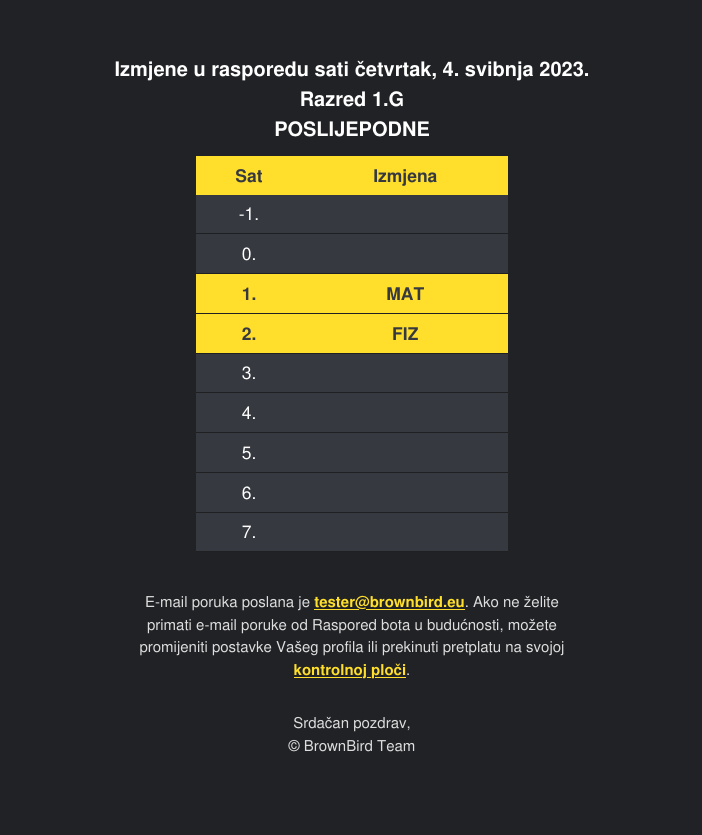 Izmjene u rasporedu sati četvrtak, 4. svibnja 2023.
Razred 1.G
POSLIJEPODNE
Sat Izmjena
-1.
0.
1. MAT
2. FIZ
3.
4.
5.
6.
7.
E-mail poruka poslana je tester@brownbird.eu. Ako ne želite
primati e-mail poruke od Raspored bota u budućnosti, možete
promijeniti postavke Vašeg profila ili prekinuti pretplatu na svojoj
kontrolnoj ploči.
Srdačan pozdrav,
© BrownBird Team